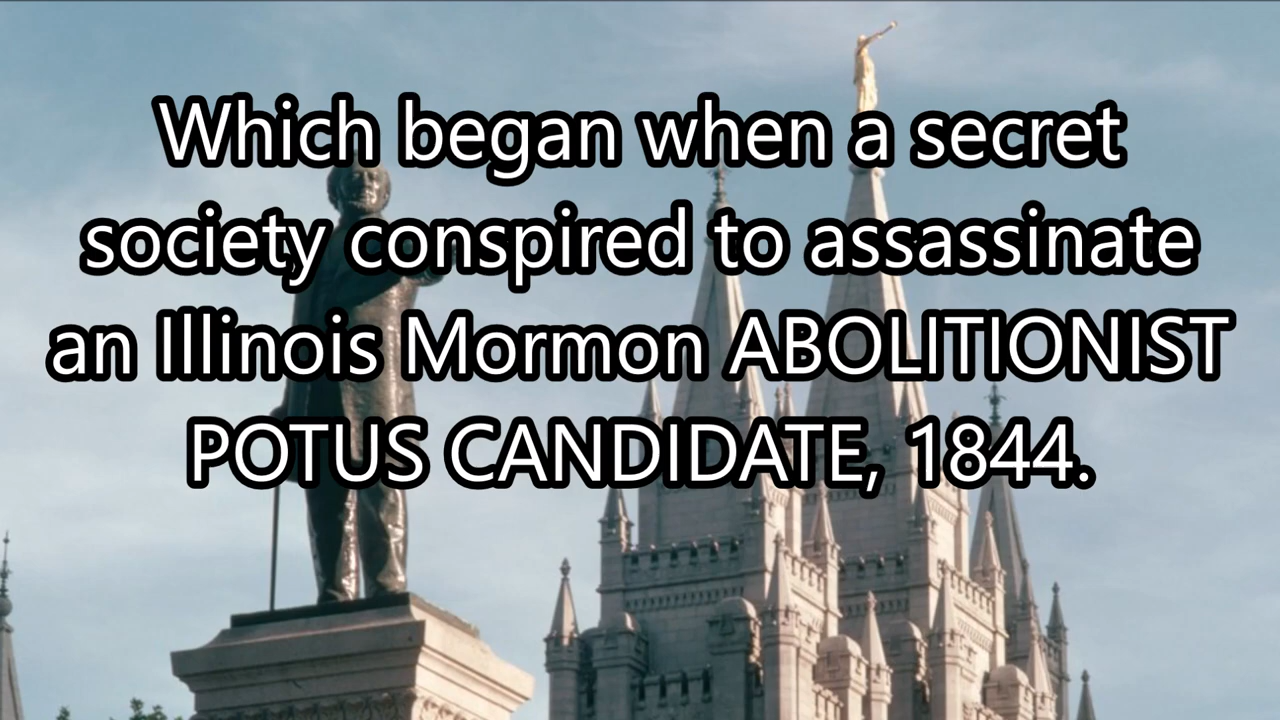 Which began when a secret
society conspired to assassinate
an Illinois Mormon ABOLITIONIST
POTUS CANDIDATE, 1844.